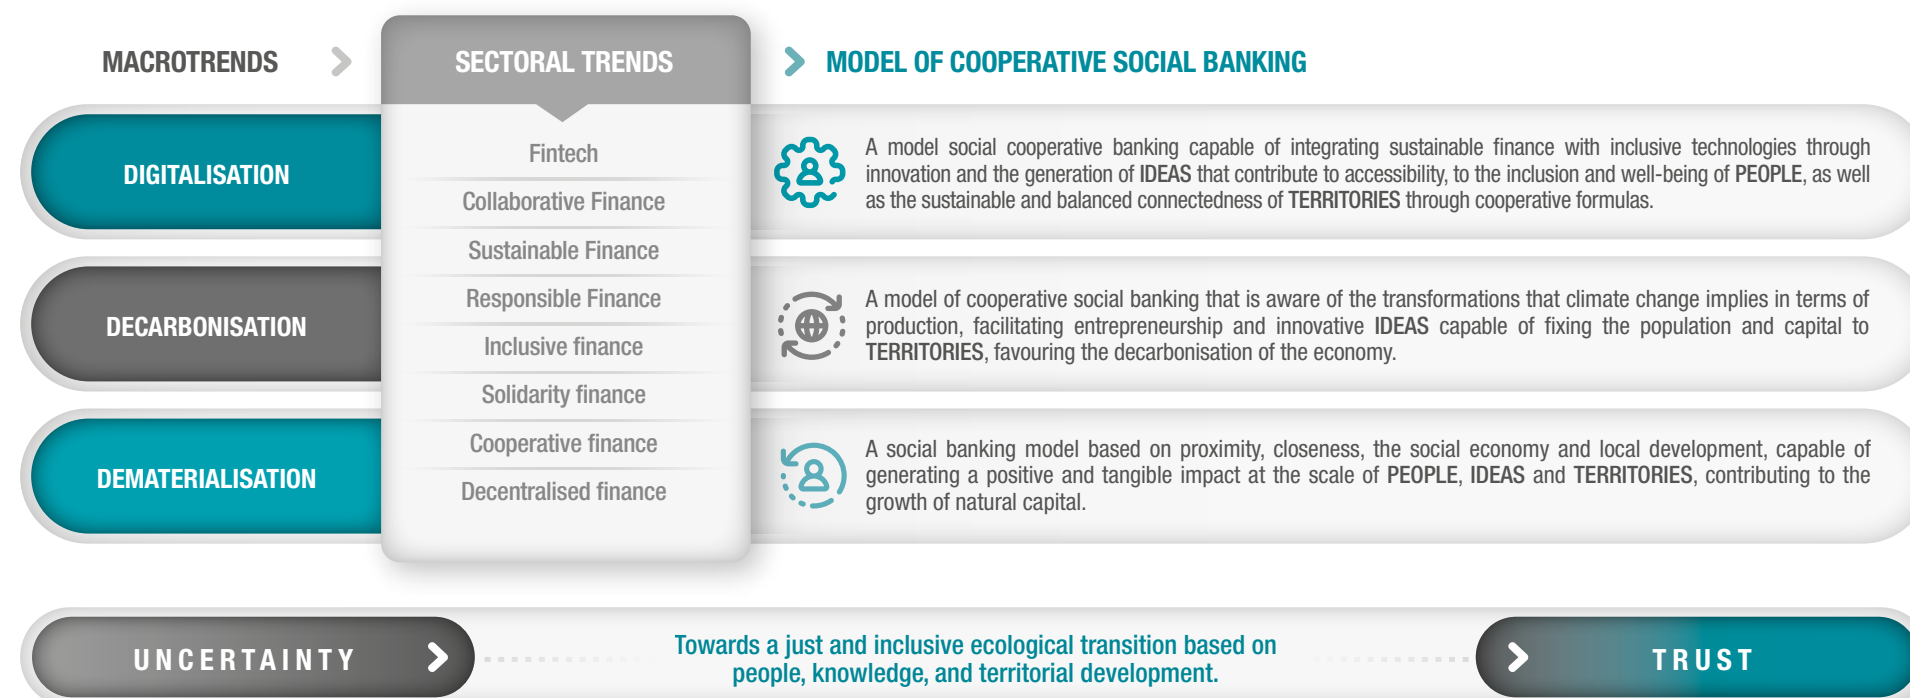 MACROTRENDS
SECTORAL TRENDS
MODEL OF COOPERATIVE SOCIAL BANKING
DIGITALISATION
DECARBONISATION
DEMATERIALISATION
Fintech
Collaborative Finance
Sustainable Finance
Responsible Finance
Inclusive finance
Solidarity finance
Cooperative finance
Decentralised finance
A model social cooperative banking capable of integrating sustainable finance with inclusive technologies through
innovation and the generation of IDEAS that contribute to accessibility, to the inclusion and well-being of PEOPLE, as well
as the sustainable and balanced connectedness of TERRITORIES through cooperative formulas.
A model of cooperative social banking that is aware of the transformations that climate change implies in terms of
production, facilitating entrepreneurship and innovative IDEAS capable of fixing the population and capital to
TERRITORIES, favouring the decarbonisation of the economy.
A social banking model based on proximity, closeness, the social economy and local development, capable of
generating a positive and tangible impact at the scale of PEOPLE, IDEAS and TERRITORIES, contributing to the
growth of natural capital.
UNCERTAINTY
Towards a just and inclusive ecological transition based on
people, knowledge, and territorial development.
TRUST